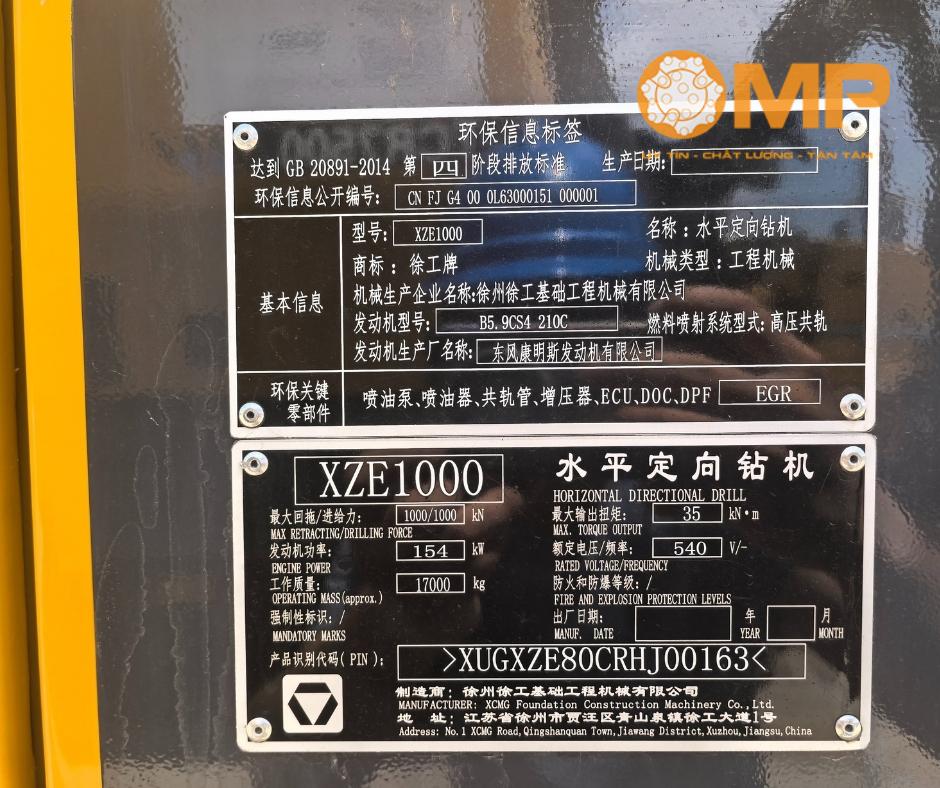 MP
UY TÍN - CHẤT LƯỢNG - TẬN TÂM
环保信息标签
达到 GB 20891-2014 第 四 阶段排放标准 生产日期:
环保信息公开编号: CN FJ G4 00 0L63000151 000001
基本信息
型号: XZE1000 名称: 水平定向钻机
商标: 徐工牌 机械类型: 工程机械
机械生产企业名称:徐州徐工基础工程机械有限公司
发动机型号: B5.9CS4 210C 燃料喷射系统型式: 高压共轨
发动机生产厂名称: 东风康明斯发动机有限公司
环保关键
零部件
喷油泵、喷油器、共轨管、增压器、ECU、DOC、DPF EGR
XZE1000 水平定向钻机
HORIZONTAL DIRECTIONAL DRILL
最大回拖/进给力: 1000/1000 kN 最大输出扭矩: 35 kN·m
MAX RETRACTING/DRILLING FORCE MAX. TORQUE OUTPUT
发动机功率: 154 kW 额定电压/频率: 540 V/-
ENGINE POWER RATED VOLTAGE/FREQUENCY
工作质量: 17000 kg 防火和防爆等级: /
OPERATING MASS(approx.) FIRE AND EXPLOSION PROTECTION LEVELS
强制性标识: / 出厂日期: 年 月
MANDATORY MARKS MANUF. DATE YEAR MONTH
产品识别代码(PIN): >XUGXZE80CRHJ00163<
制造商: 徐州徐工基础工程机械有限公司
MANUFACTURER: XCMG Foundation Construction Machinery Co., Ltd.
地 址: 江苏省徐州市贾汪区青山泉镇徐工大道1号
Address: No.1 XCMG Road, Qingshanquan Town, Jiawang District, Xuzhou, Jiangsu, China